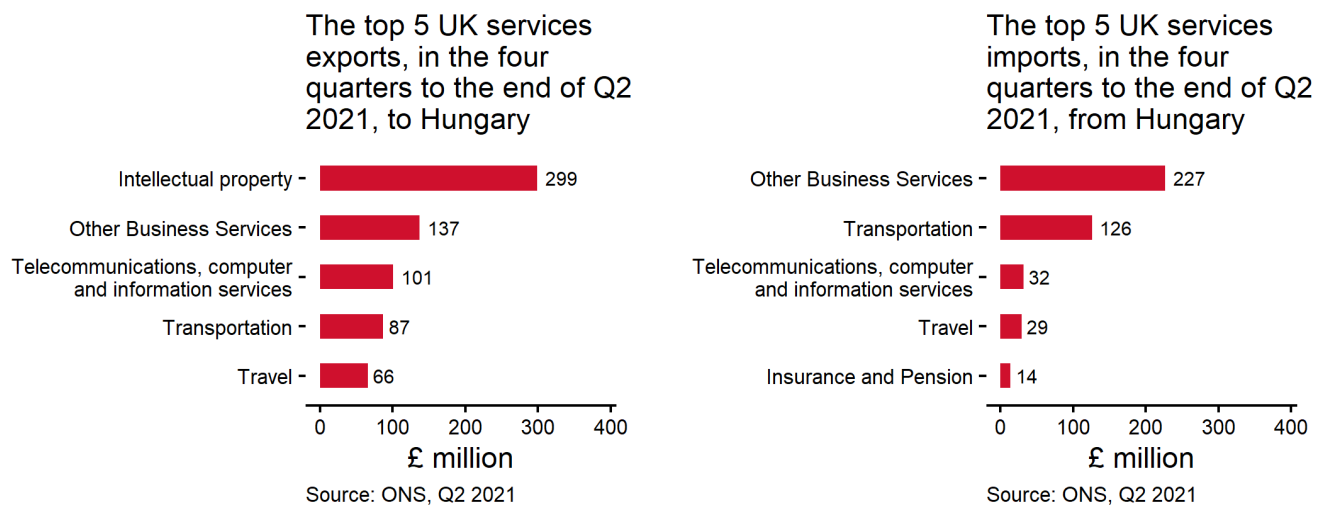 The top 5 UK services
exports, in the four
quarters to the end of Q2
2021, to Hungary
Intellectual property
299
Other Business Services
137
Telecommunications, computer
and information services
101
Transportation
87
Travel
66
0 100 200 300 400
£ million
Source: ONS, Q2 2021
The top 5 UK services
imports, in the four
quarters to the end of Q2
2021, from Hungary
Other Business Services
227
Transportation
126
Telecommunications, computer
and information services
32
Travel
29
Insurance and Pension
14
0 100 200 300 400
£ million
Source: ONS, Q2 2021